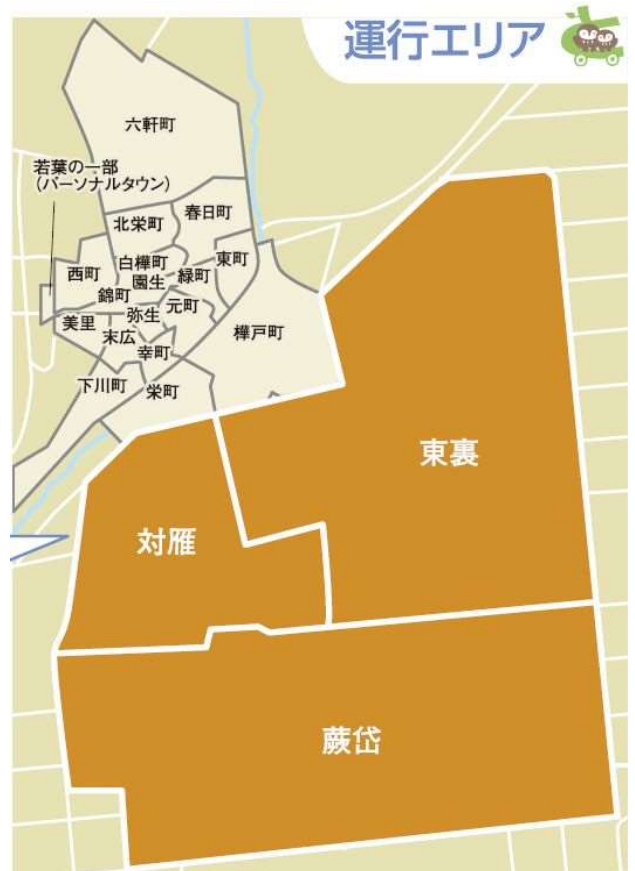 運行エリア
六軒町
若葉の一部
(パーソナルタウン)
春日町
北栄町
東町
白樺町
西町
緑町
園生
錦町
元町
弥生
美里
樺戸町
末広
幸町
下川町
栄町
東裏
対雁
蕨岱